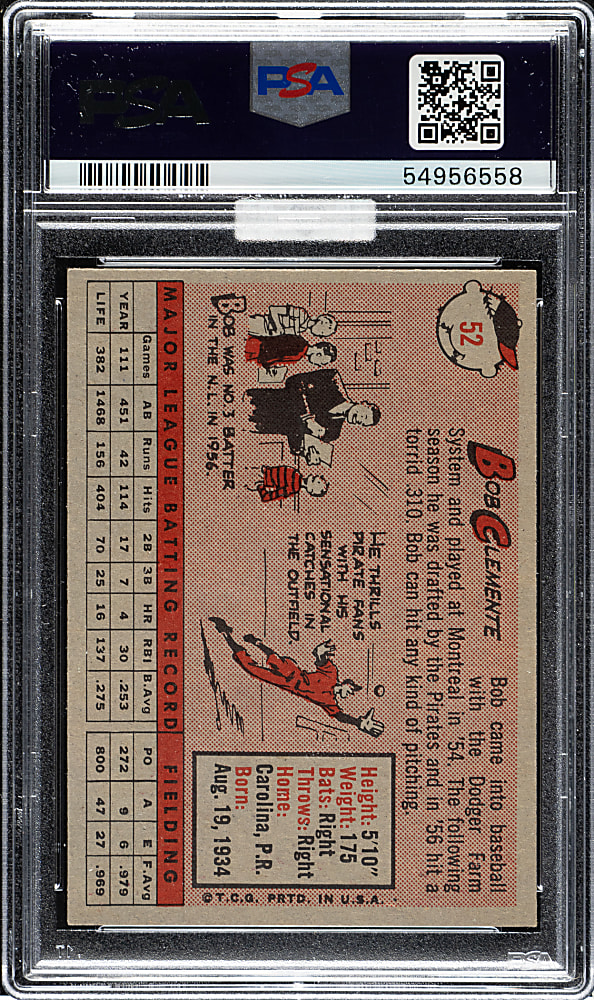 PSA
PSA
54956558
52
BOB CLEMENTE
Bob came into baseball
with the Dodger Farm
System and played at Montreal in '54. The following
season he was drafted by the Pirates and in '56 hit a
torrid .310. Bob can hit any kind of pitching.
BOB WAS NO. 3 BATTER
IN THE N.L. IN 1956.
HE THRILLS
PIRATE FANS
WITH HIS
SENSATIONAL
CATCHES IN
THE OUTFIELD
Height: 5'10"
Weight: 175
Bats: Right
Throws: Right
Home:
Carolina, P.R.
Born:
Aug. 19, 1934
MAJOR LEAGUE BATTING RECORD FIELDING
Games AB Runs Hits 2B 3B HR RBI B.Avg PO A E F.Avg
YEAR 111 451 42 114 17 7 4 30 .253 272 9 6 .979
LIFE 382 1468 156 404 70 25 16 137 .275 800 47 27 .969
©T.C.G. PRTD. IN U.S.A.
PSA